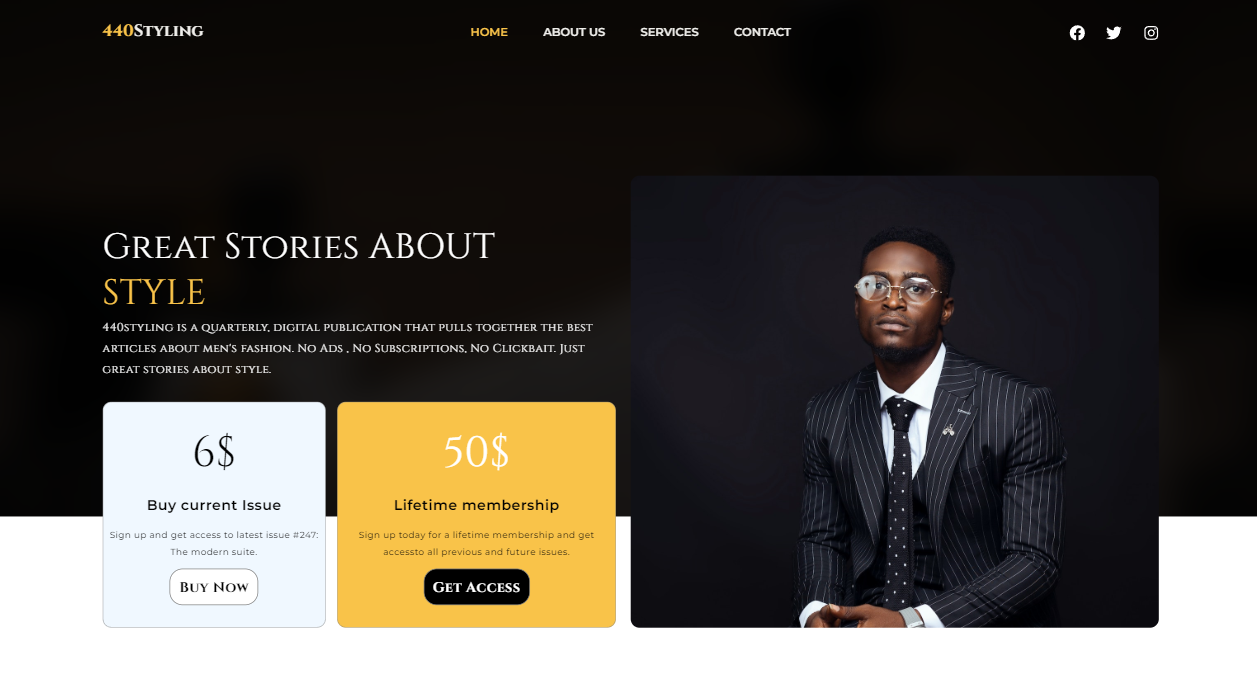 440Styling
HOME ABOUT US SERVICES CONTACT
Great Stories ABOUT
STYLE
440styling is a quarterly, digital publication that pulls together the best
articles about men's fashion. No Ads , No Subscriptions, No Clickbait. Just
great stories about style.
6$
Buy current Issue
Sign up and get access to latest issue #247:
The modern suite.
Buy Now
50$
Lifetime membership
Sign up today for a lifetime membership and get
accessto all previous and future issues.
Get Access